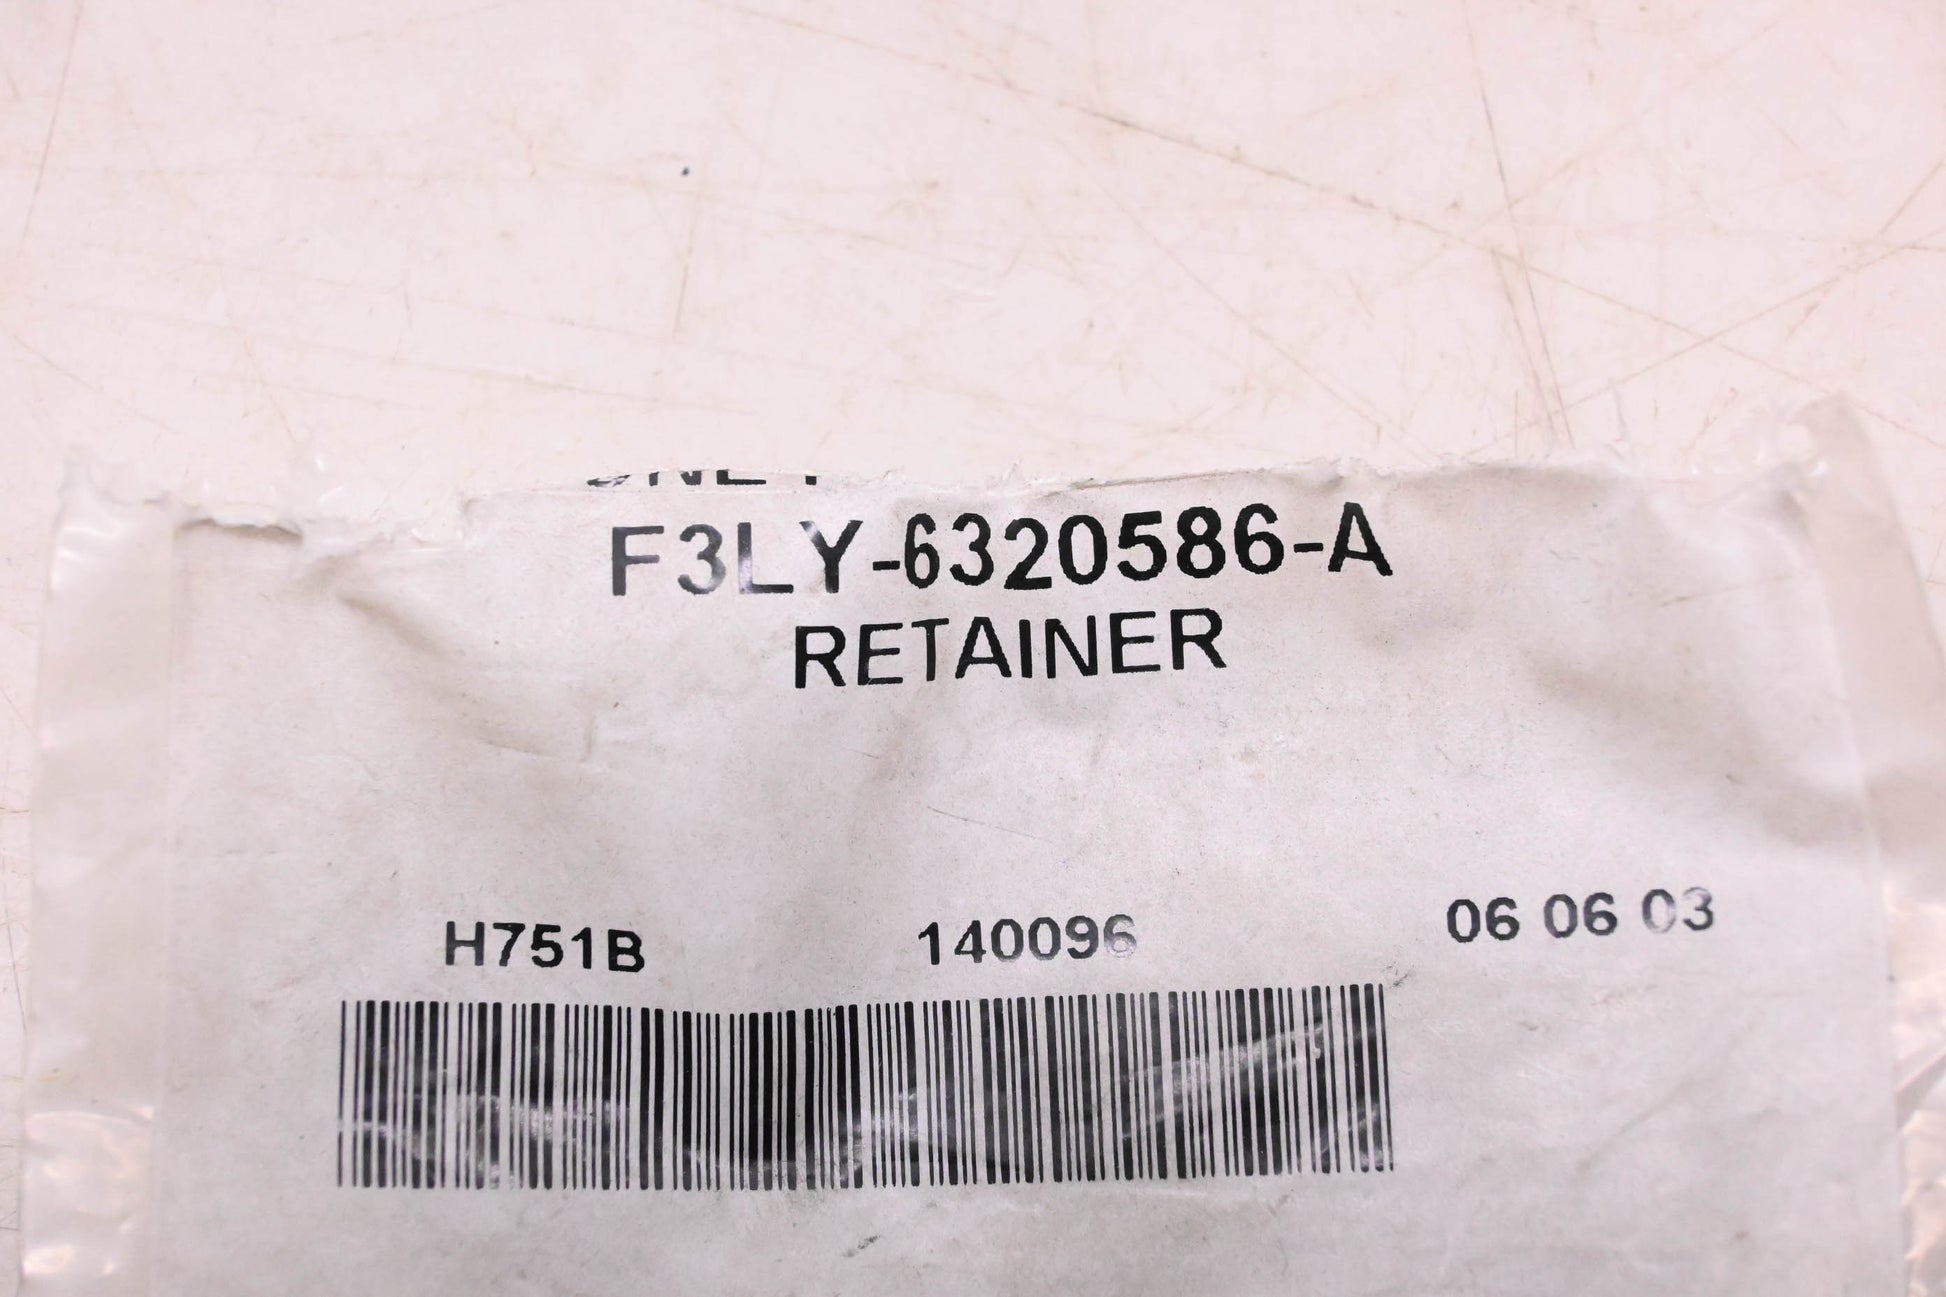 F3LY-6320586-A
RETAINER
H751B 140096 06 06 03